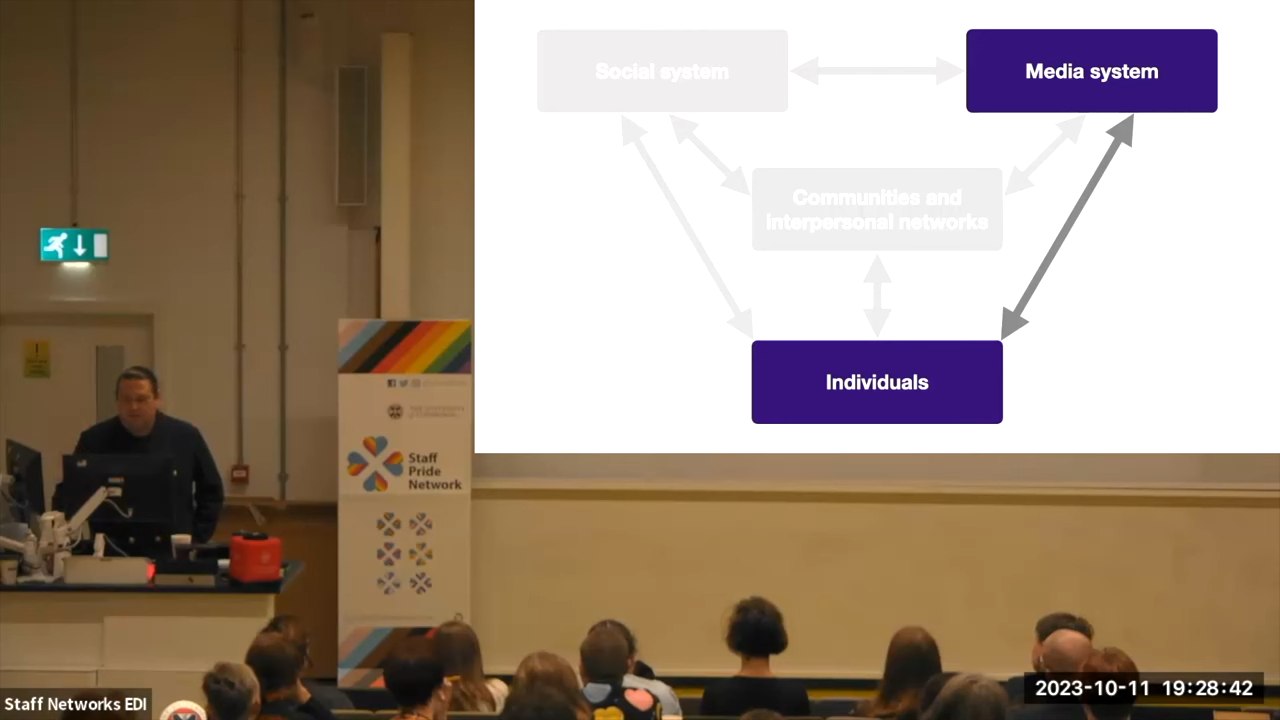 Social system
Media system
Communities and
interpersonal networks
Individuals
Staff
Pride
Network
Staff Networks EDI
2023-10-11 19:28:42